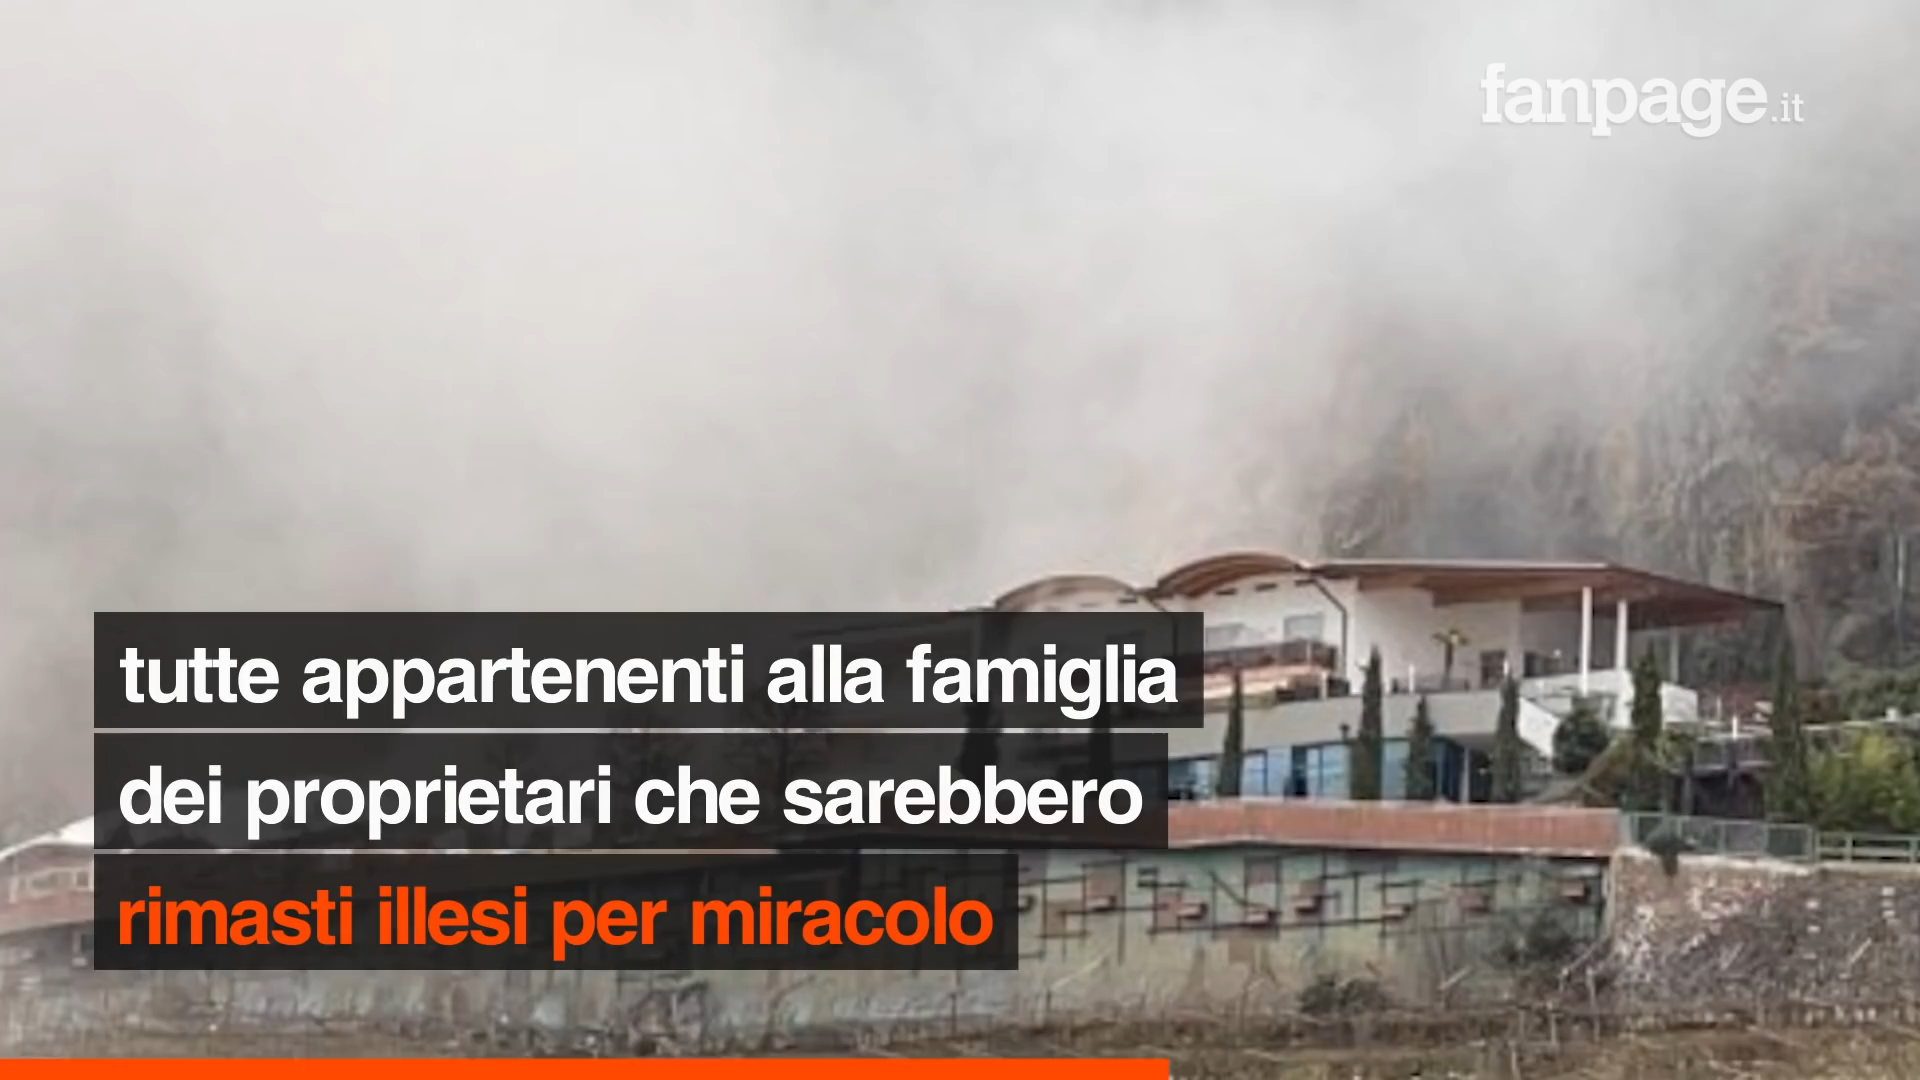 fanpage.it
tutte appartenenti alla famiglia
dei proprietari che sarebbero
rimasti illesi per miracolo